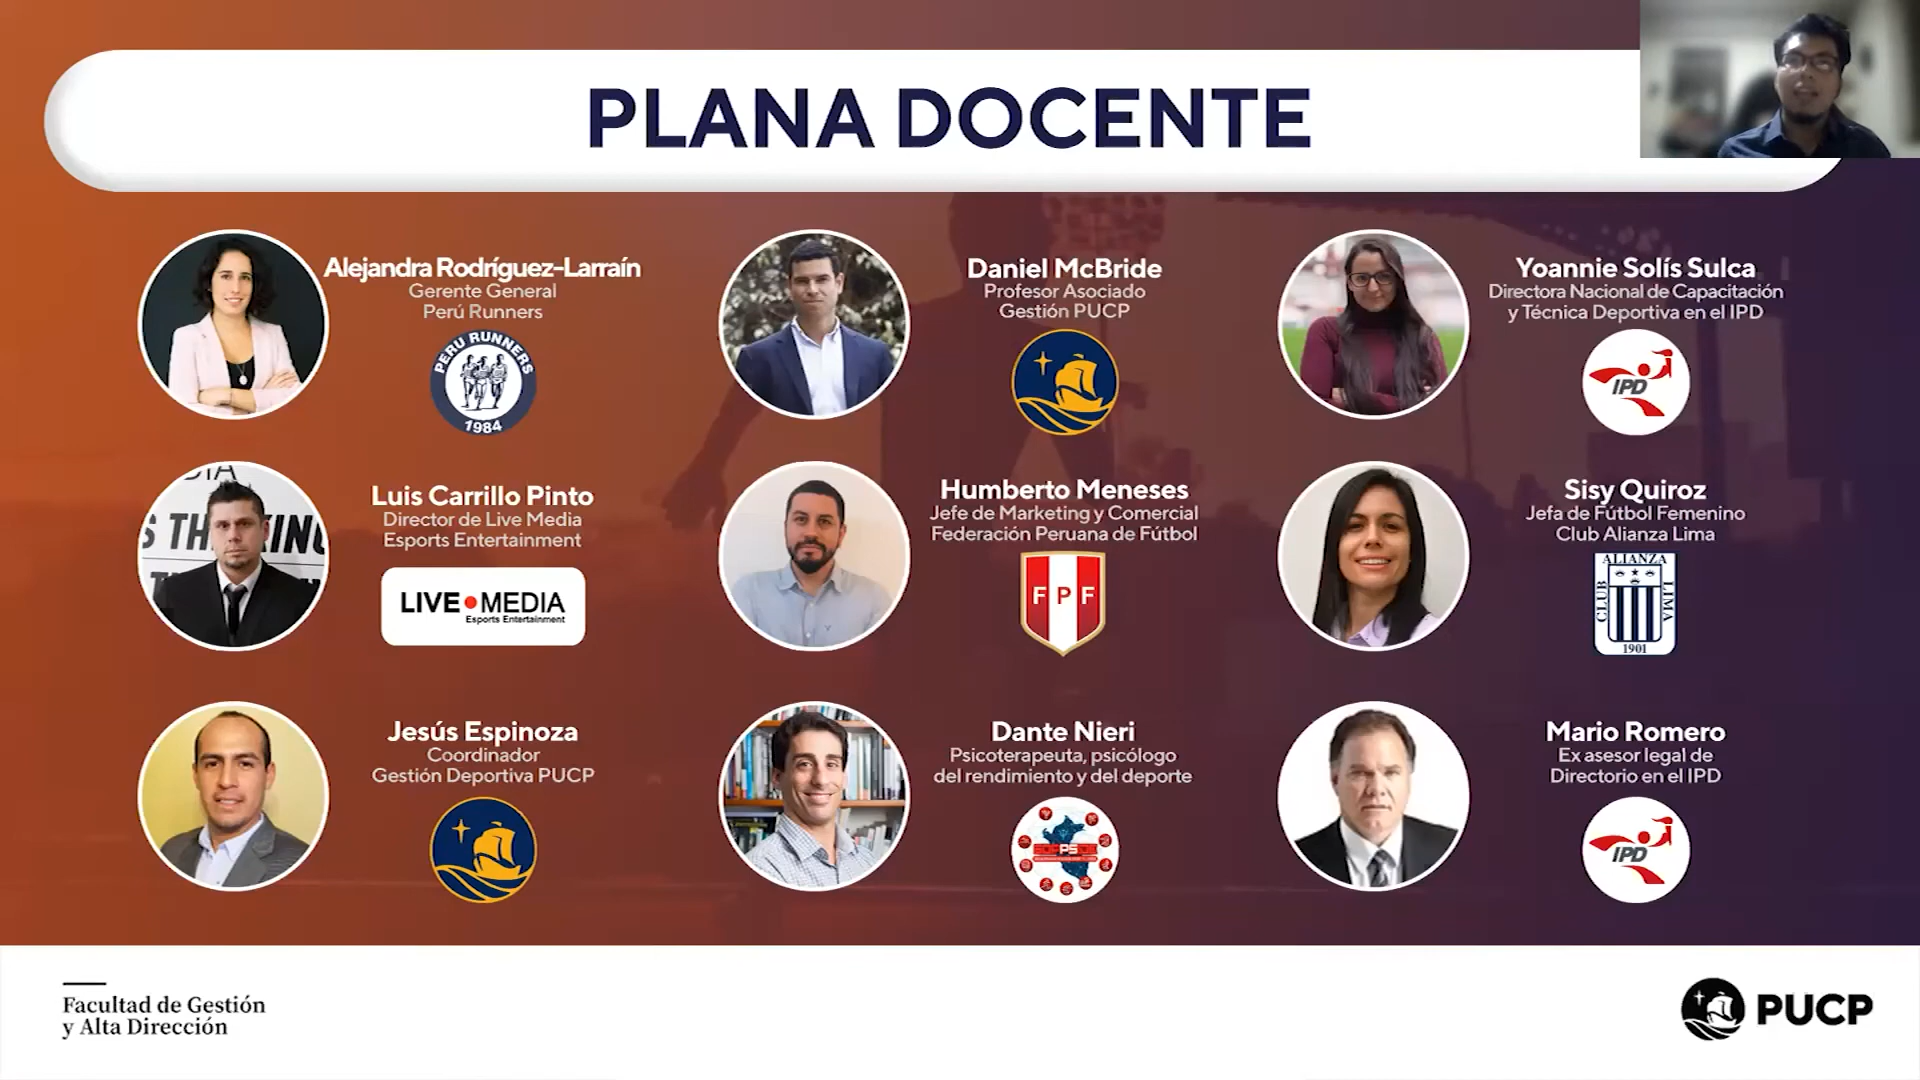 PLANA DOCENTE
Alejandra Rodríguez-Larraín
Gerente General
Perú Runners
PERU RUNNERS
1984
Daniel McBride
Profesor Asociado
Gestión PUCP
Yoannie Solís Sulca
Directora Nacional de Capacitación
y Técnica Deportiva en el IPD
IPD
Luis Carrillo Pinto
Director de Live Media
Esports Entertainment
LIVE MEDIA
Esports Entertainment
Humberto Meneses
Jefe de Marketing y Comercial
Federación Peruana de Fútbol
FPF
Sisy Quiroz
Jefa de Fútbol Femenino
Club Alianza Lima
ALIANZA
CLUB
LIMA
1901
Jesús Espinoza
Coordinador
Gestión Deportiva PUCP
Dante Nieri
Psicoterapeuta, psicólogo
del rendimiento y del deporte
Mario Romero
Ex asesor legal de
Directorio en el IPD
IPD
Facultad de Gestión
y Alta Dirección
PUCP